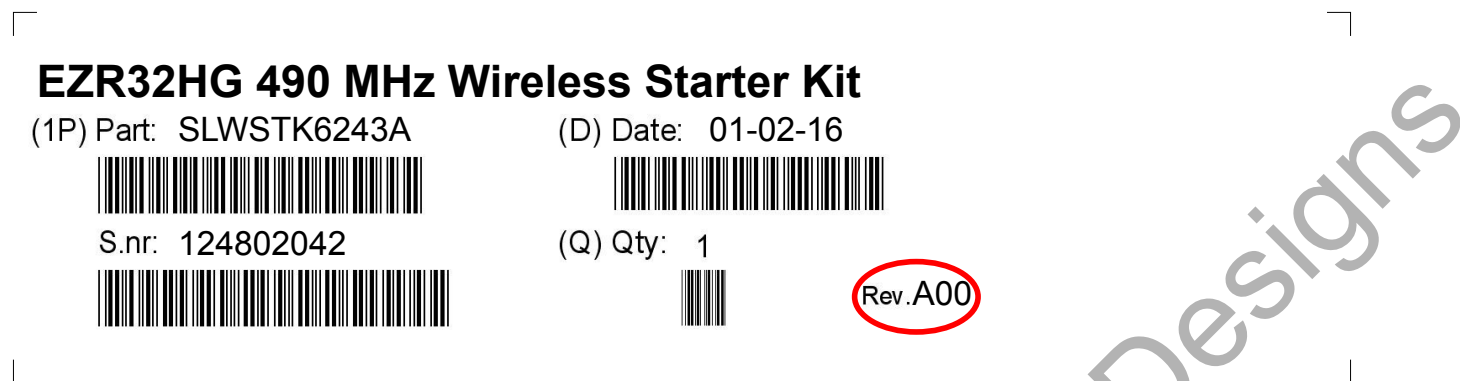 EZR32HG 490 MHz Wireless Starter Kit
(1P) Part: SLWSTK6243A (D) Date: 01-02-16
S.nr: 124802042 (Q) Qty: 1
Rev.A00
Designs